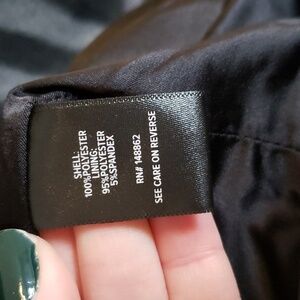 SHELL:
100%POLYESTER
LINING:
95%POLYESTER
5%SPANDEX
RN# 148862
SEE CARE ON REVERSE